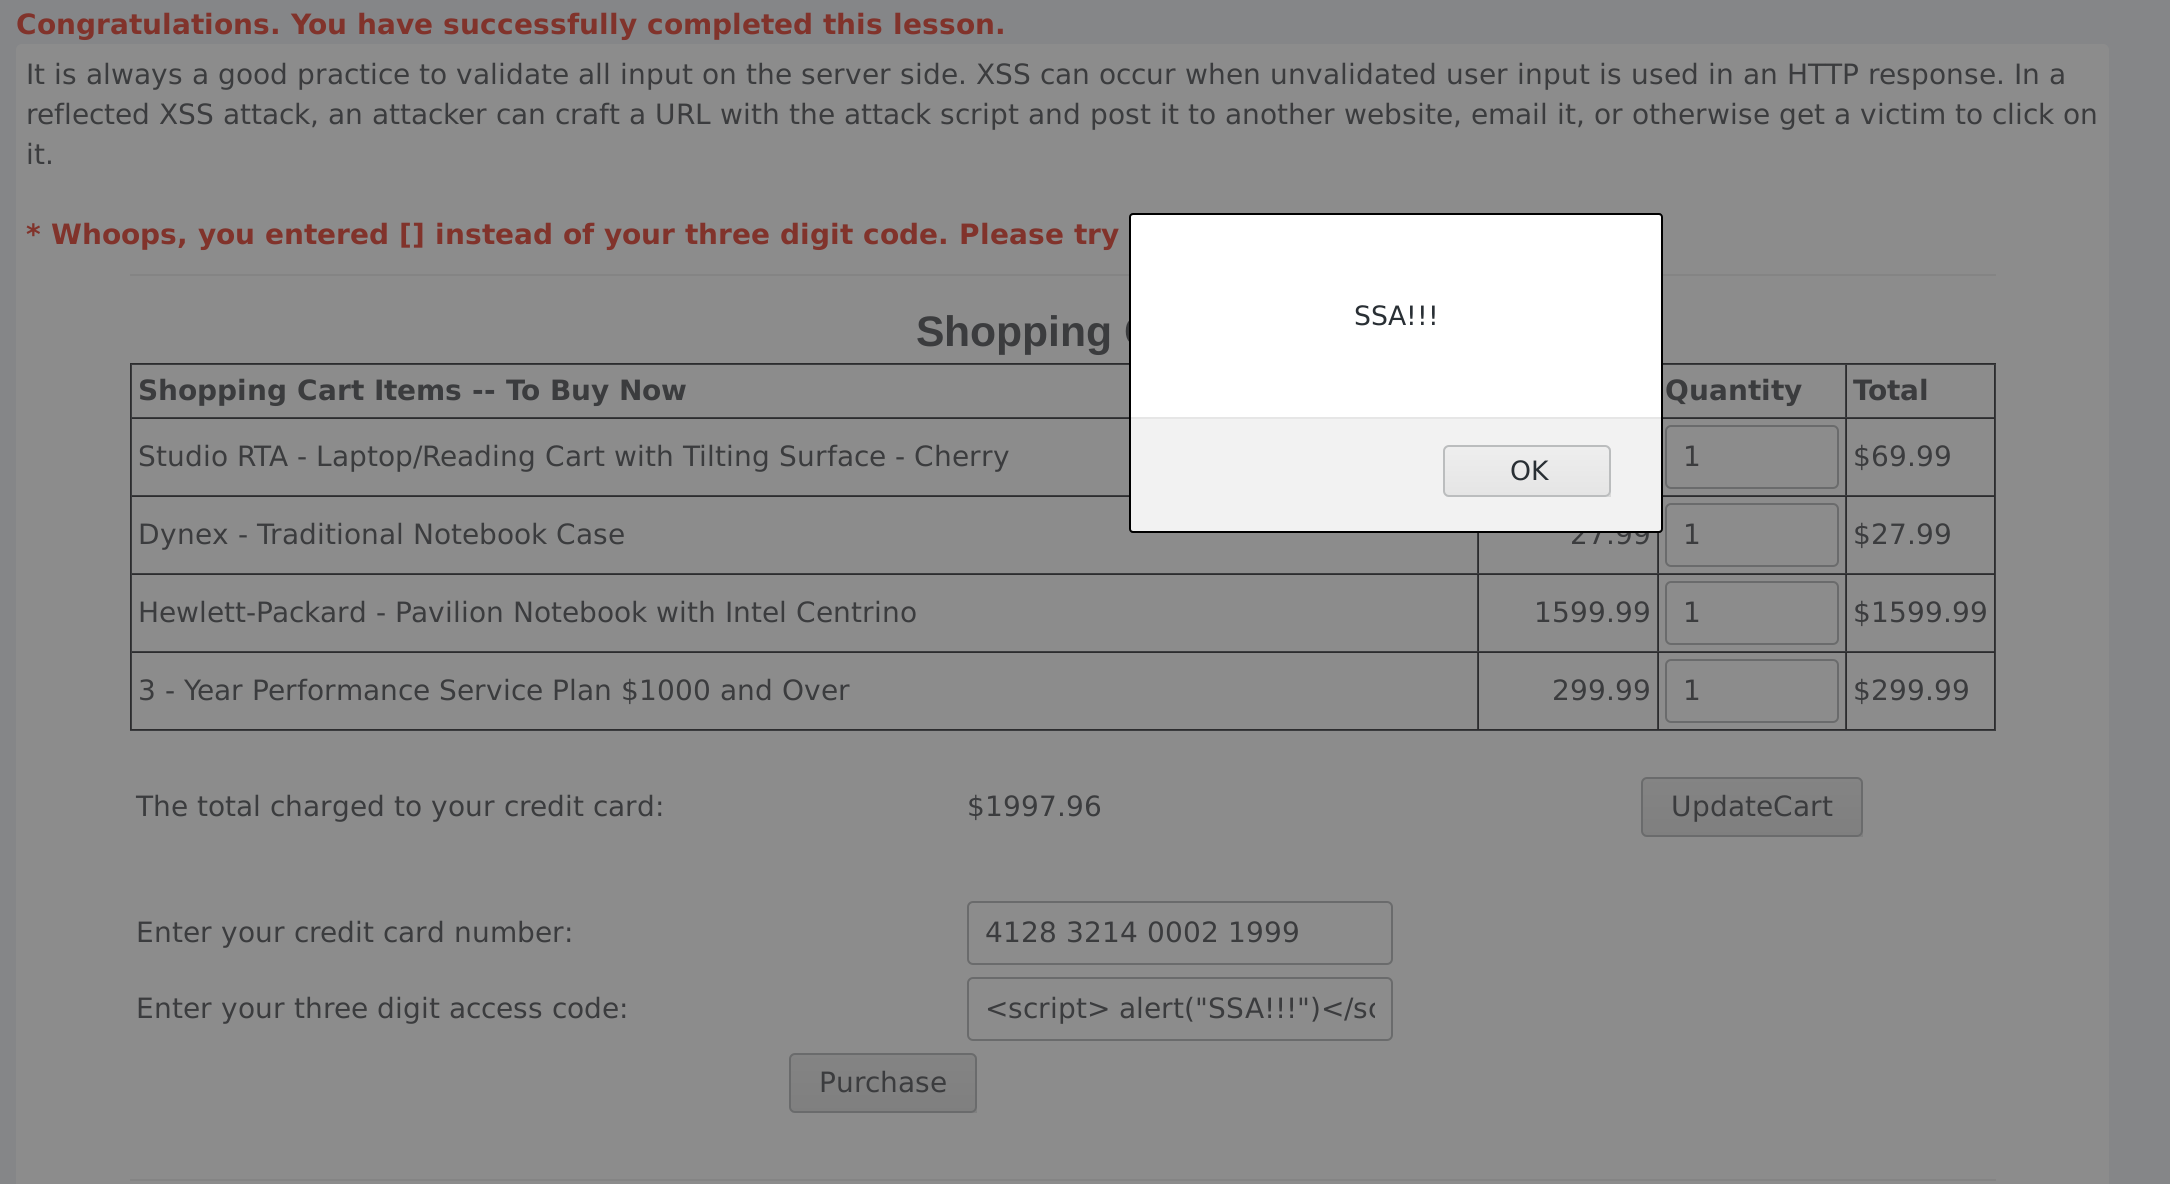 Congratulations. You have successfully completed this lesson.
It is always a good practice to validate all input on the server side. XSS can occur when unvalidated user input is used in an HTTP response. In a
reflected XSS attack, an attacker can craft a URL with the attack script and post it to another website, email it, or otherwise get a victim to click on
it.
* Whoops, you entered [] instead of your three digit code. Please try
SSA!!!
OK
Shopping
Shopping Cart Items -- To Buy Now Quantity Total
Studio RTA - Laptop/Reading Cart with Tilting Surface - Cherry 1 $69.99
Dynex - Traditional Notebook Case 27.99 1 $27.99
Hewlett-Packard - Pavilion Notebook with Intel Centrino 1599.99 1 $1599.99
3 - Year Performance Service Plan $1000 and Over 299.99 1 $299.99
The total charged to your credit card: $1997.96 UpdateCart
Enter your credit card number: 4128 3214 0002 1999
Enter your three digit access code: <script> alert("SSA!!!")</sc
Purchase